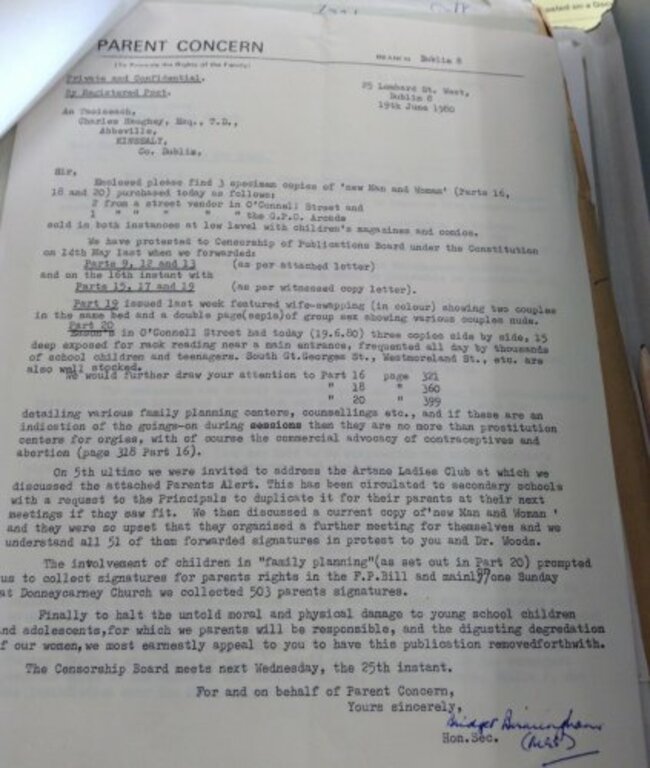 PARENT CONCERN
(To Promote the Rights of the Family)
BRANCH Dublin 8
Private and Confidential.
By Registered Post.
25 Lombard St. West,
Dublin 8
19th June 1980
An Taoiseach,
Charles Haughey, Esq., T.D.,
Abbeville,
KINSEALY,
Co. Dublin,
Sir,
Enclosed please find 3 specimen copies of 'new Man and Woman' (Parts 16,
18 and 20) purchased today as follows:
2 from a street vendor in O'Connell Street and
1 " " " " " the G.P.O. Arcade
sold in both instances at low level with children's magazines and comics.
We have protested to Censorship of Publications Board under the Constitution
on 14th May last when we forwarded:
Parts 9, 12 and 13 (as per attached letter)
and on the 16th instant with
Parts 15, 17 and 19 (as per witnessed copy letter).
Part 19 issued last week featured wife-swapping (in colour) showing two couples
in the same bed and a double page(sepia)of group sex showing various couples nude.
Part 20
in O'Connell Street had today (19.6.80) three copies side by side, 15
deep exposed for rack reading near a main entrance, frequented all day by thousands
of school children and teenagers. South Gt.Georges St., Westmoreland St., etc. are
also well stocked.
We would further draw your attention to Part 16 page 321
" 18 " 360
" 20 " 399
detailing various family planning centers, counsellings etc., and if these are an
indication of the goings-on during sessions then they are no more than prostitution
centers for orgies, with of course the commercial advocacy of contraceptives and
abortion (page 318 Part 16).
On 5th ultimo we were invited to address the Artane Ladies Club at which we
discussed the attached Parents Alert. This has been circulated to secondary schools
with a request to the Principals to duplicate it for their parents at their next
meetings if they saw fit. We then discussed a current copy of'new Man and Woman '
and they were so upset that they organised a further meeting for themselves and we
understand all 51 of them forwarded signatures in protest to you and Dr. Woods.
The involvement of children in "family planning"(as set out in Part 20) prompted
us to collect signatures for parents rights in the F.P.Bill and one Sunday
at Donneycarney Church we collected 503 parents signatures.
Finally to halt the untold moral and physical damage to young school children
nd adolescents,for which we parents will be responsible, and the digusting degredation
f our women,we most earnestly appeal to you to have this publication removedforthwith.
The Censorship Board meets next Wednesday, the 25th instant.
For and on behalf of Parent Concern,
Yours sincerely,
Bridget Bermingham
Hon.Sec. (Mrs)